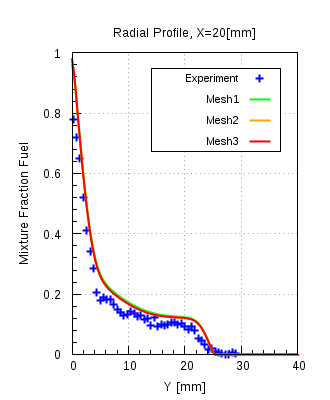 Radial Profile, X=20[mm]
1
0.8
0.6
0.4
0.2
0
0 10 20 30 40
Mixture Fraction Fuel
Y [mm]
Experiment
Mesh1
Mesh2
Mesh3